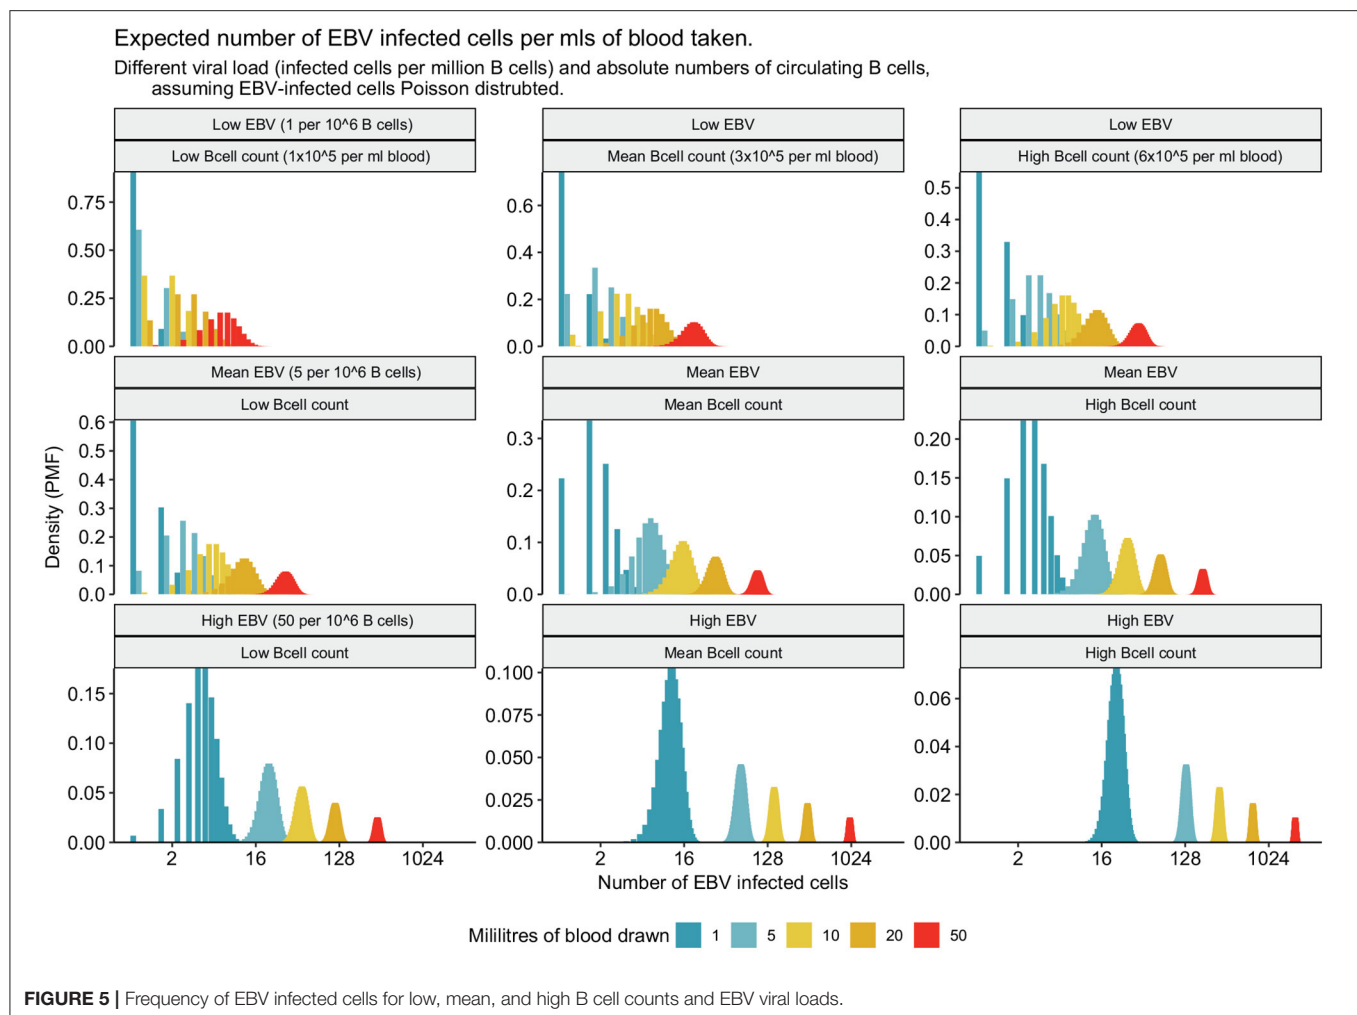 Expected number of EBV infected cells per mls of blood taken.
Different viral load (infected cells per million B cells) and absolute numbers of circulating B cells,
assuming EBV-infected cells Poisson distrubted.
Low EBV (1 per 10^6 B cells)
Low Bcell count (1x10^5 per ml blood)
0.75
0.50
0.25
0.00
Low EBV
Mean Bcell count (3x10^5 per ml blood)
0.6
0.4
0.2
0.0
Low EBV
High Bcell count (6x10^5 per ml blood)
0.5
0.4
0.3
0.2
0.1
0.0
Density (PMF)
Mean EBV (5 per 10^6 B cells)
Low Bcell count
0.6
0.5
0.4
0.3
0.2
0.1
0.0
Mean EBV
Mean Bcell count
0.3
0.2
0.1
0.0
Mean EBV
High Bcell count
0.20
0.15
0.10
0.05
0.00
High EBV (50 per 10^6 B cells)
Low Bcell count
0.15
0.10
0.05
0.00
2 16 128 1024
High EBV
Mean Bcell count
0.100
0.075
0.050
0.025
0.000
2 16 128 1024
High EBV
High Bcell count
0.06
0.04
0.02
0.00
2 16 128 1024
Number of EBV infected cells
Mililitres of blood drawn 1 5 10 20 50
FIGURE 5 | Frequency of EBV infected cells for low, mean, and high B cell counts and EBV viral loads.